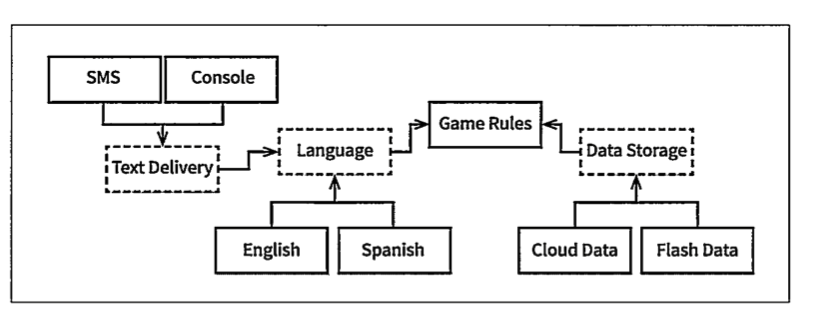 SMS
Console
Game Rules
Text Delivery
Language
Data Storage
English
Spanish
Cloud Data
Flash Data